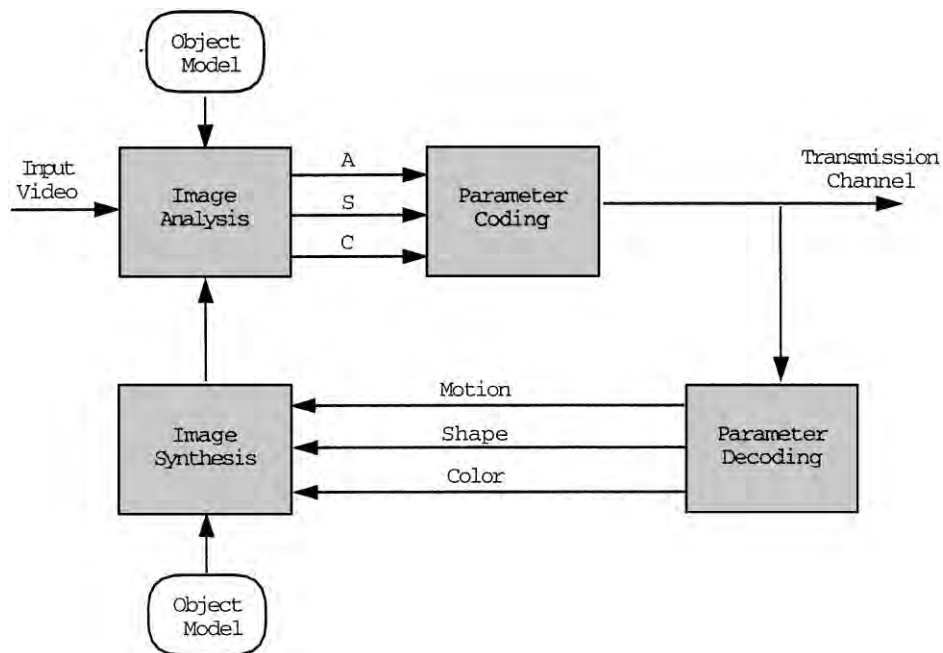 Object
Model
Input
Video
Image
Analysis
A
S
C
Parameter
Coding
Transmission
Channel
Motion
Shape
Color
Image
Synthesis
Parameter
Decoding
Object
Model